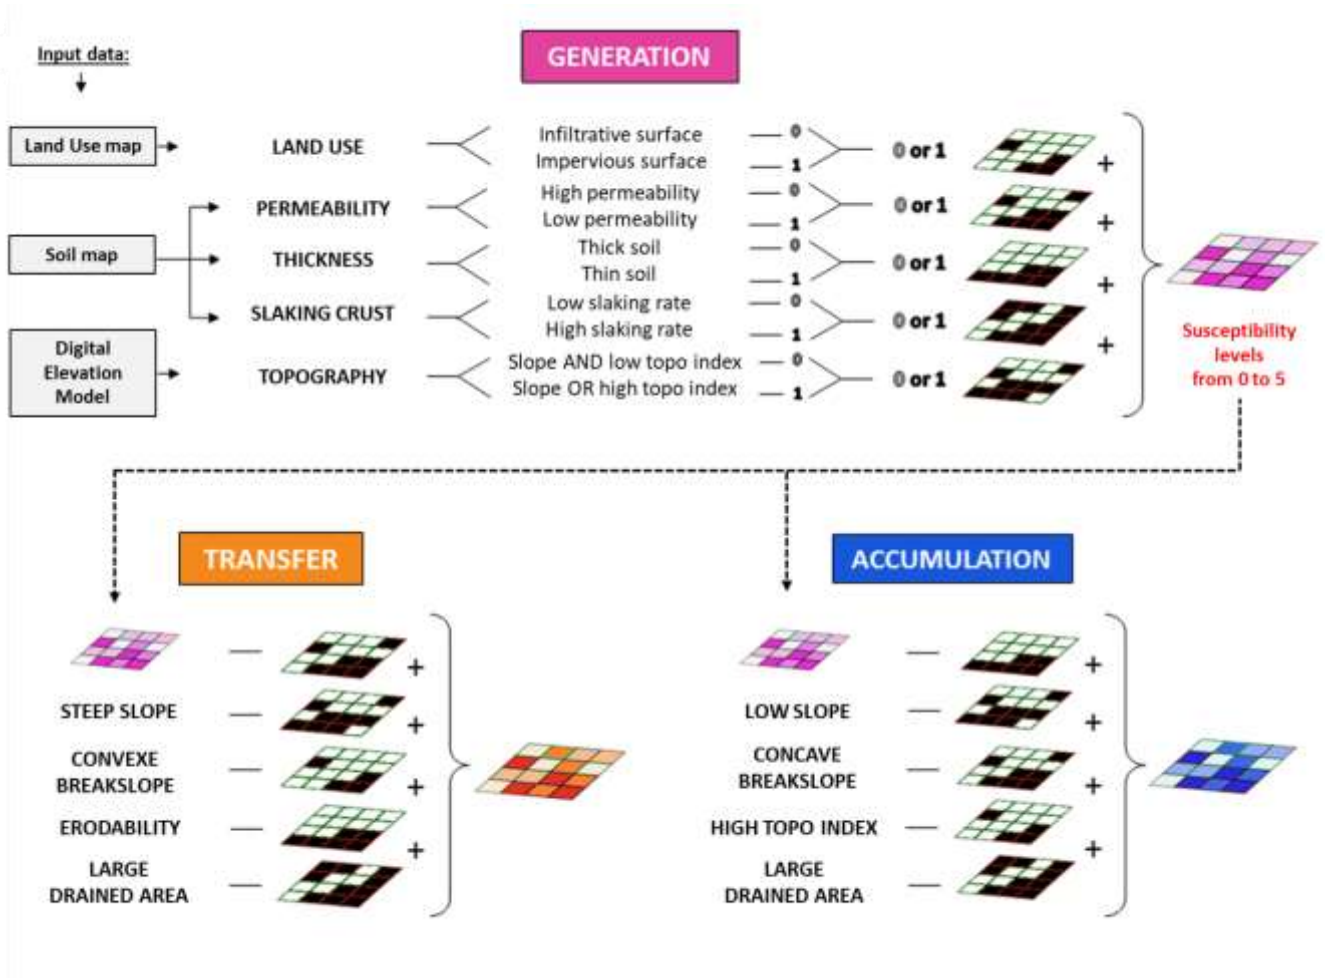 GENERATION
Input data:
Land Use map
LAND USE
Infiltrative surface
0
Impervious surface
1
0 or 1
+
Soil map
PERMEABILITY
High permeability
0
Low permeability
1
0 or 1
+
THICKNESS
Thick soil
0
Thin soil
1
0 or 1
+
SLAKING CRUST
Low slaking rate
0
High slaking rate
1
0 or 1
+
Digital
Elevation
Model
TOPOGRAPHY
Slope AND low topo index
0
Slope OR high topo index
1
0 or 1
Susceptibility
levels
from 0 to 5
TRANSFER
+
STEEP SLOPE
+
CONVEXE
BREAKSLOPE
+
ERODABILITY
+
LARGE
DRAINED AREA
ACCUMULATION
+
LOW SLOPE
+
CONCAVE
BREAKSLOPE
+
HIGH TOPO INDEX
+
LARGE
DRAINED AREA